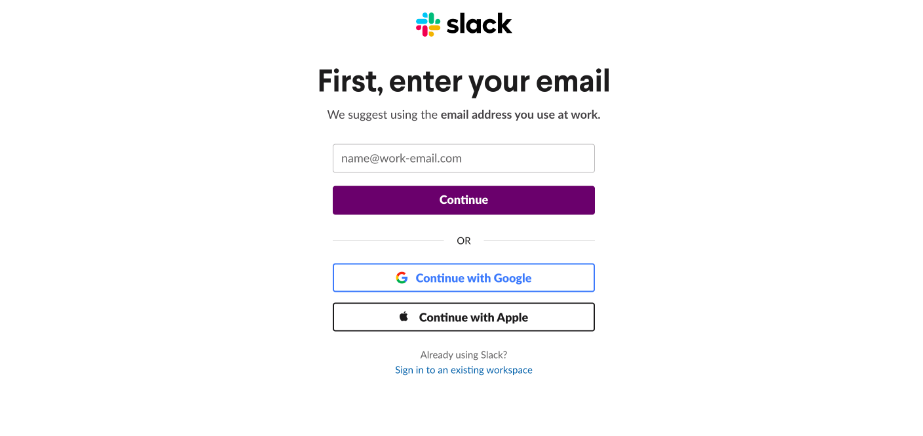 slack
First, enter your email
We suggest using the email address you use at work.
name@work-email.com
Continue
OR
Continue with Google
Continue with Apple
Already using Slack?
Sign in to an existing workspace